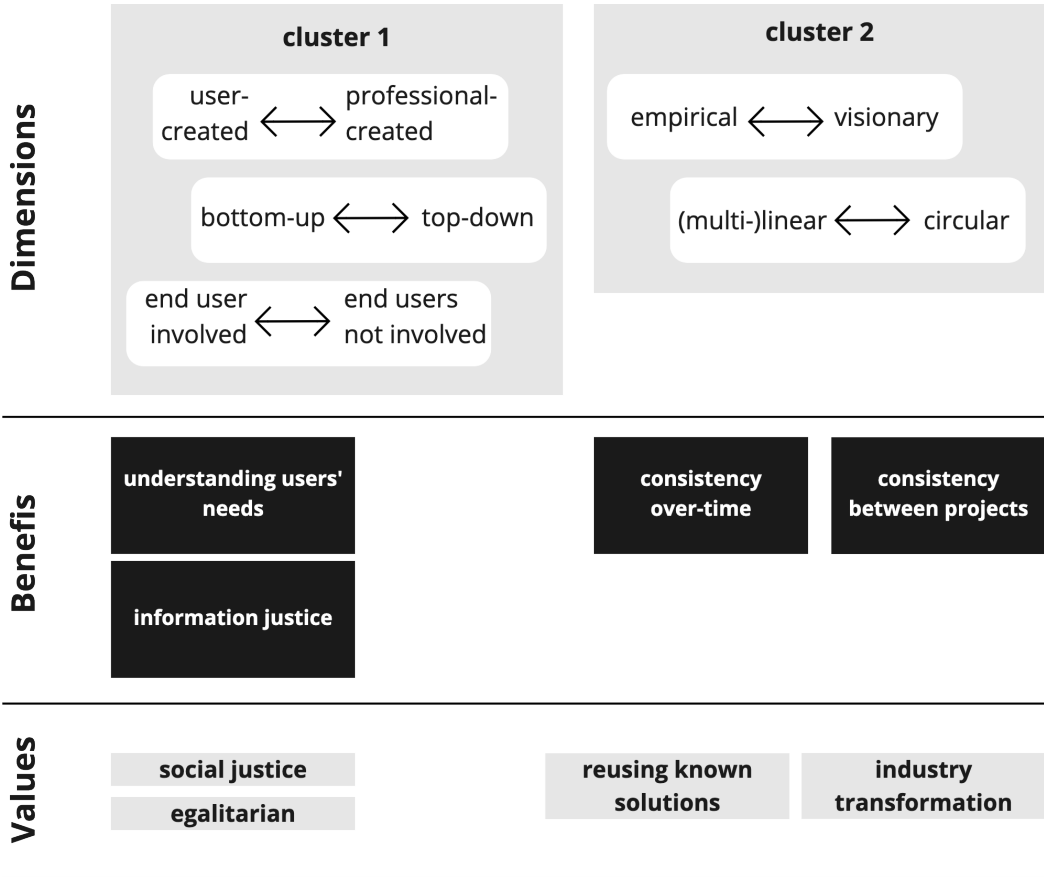 Dimensions
cluster 1
user-
created
professional-
created
bottom-up
top-down
end user
involved
end users
not involved
cluster 2
empirical
visionary
(multi-)linear
circular
Benefis
understanding users'
needs
information justice
consistency
over-time
consistency
between projects
Values
social justice
egalitarian
reusing known
solutions
industry
transformation